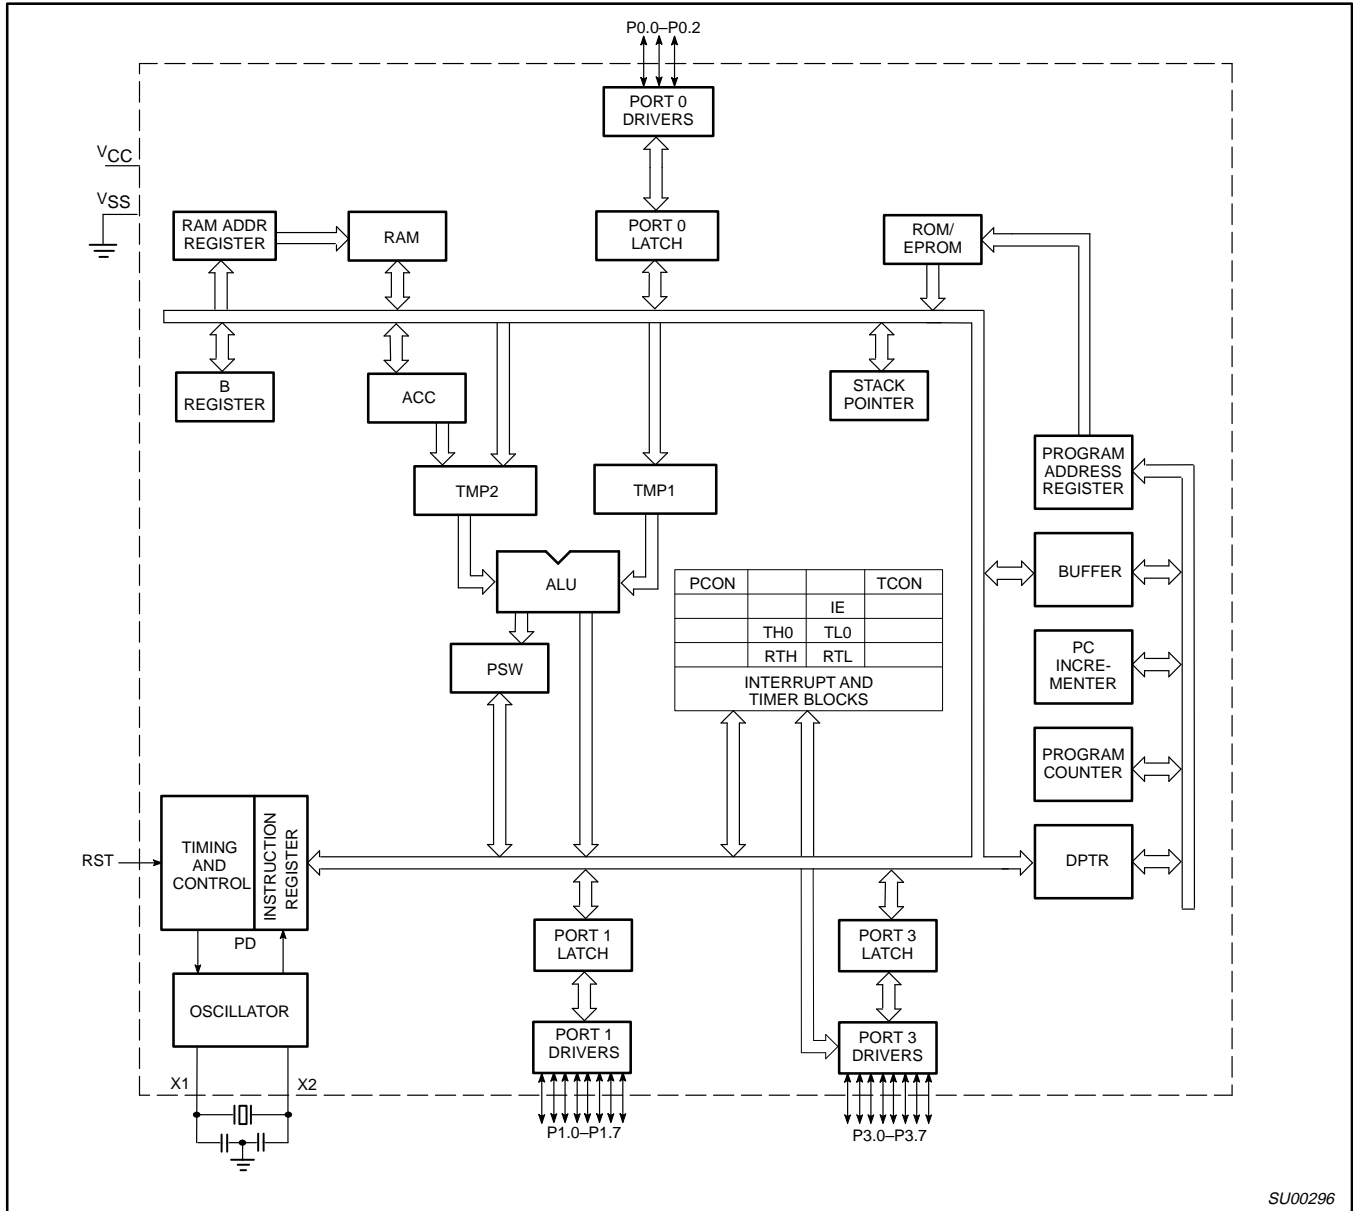 P0.0–P0.2
PORT 0
DRIVERS
VCC
VSS
RAM ADDR
REGISTER
RAM
PORT 0
LATCH
ROM/
EPROM
B
REGISTER
ACC
STACK
POINTER
TMP2
TMP1
PROGRAM
ADDRESS
REGISTER
ALU
BUFFER
PCON
TCON
IE
TH0
TL0
RTH
RTL
INTERRUPT AND
TIMER BLOCKS
PSW
PC
INCRE-
MENTER
PROGRAM
COUNTER
RST
TIMING
AND
CONTROL
INSTRUCTION
REGISTER
DPTR
PD
PORT 1
LATCH
PORT 3
LATCH
OSCILLATOR
PORT 1
DRIVERS
PORT 3
DRIVERS
X1
X2
P1.0–P1.7
P3.0–P3.7
SU00296